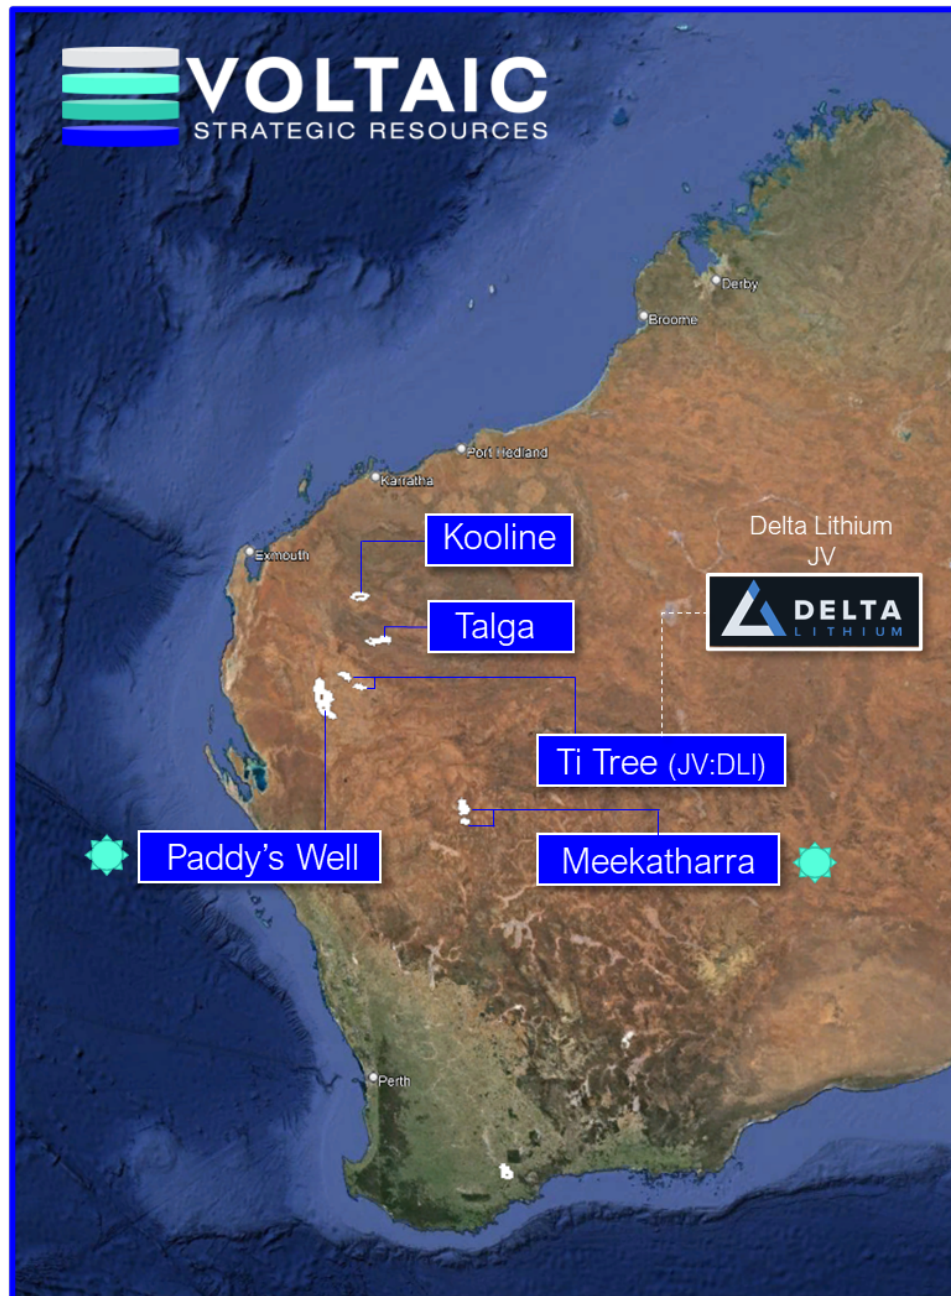 VOLTAIC
STRATEGIC RESOURCES
Derby
Broome
Port Hedland
Karratha
Kooline
Delta Lithium
JV
Exmouth
DELTA
LITHIUM
Talga
Ti Tree (JV:DLI)
Paddy's Well
Meekatharra
Perth